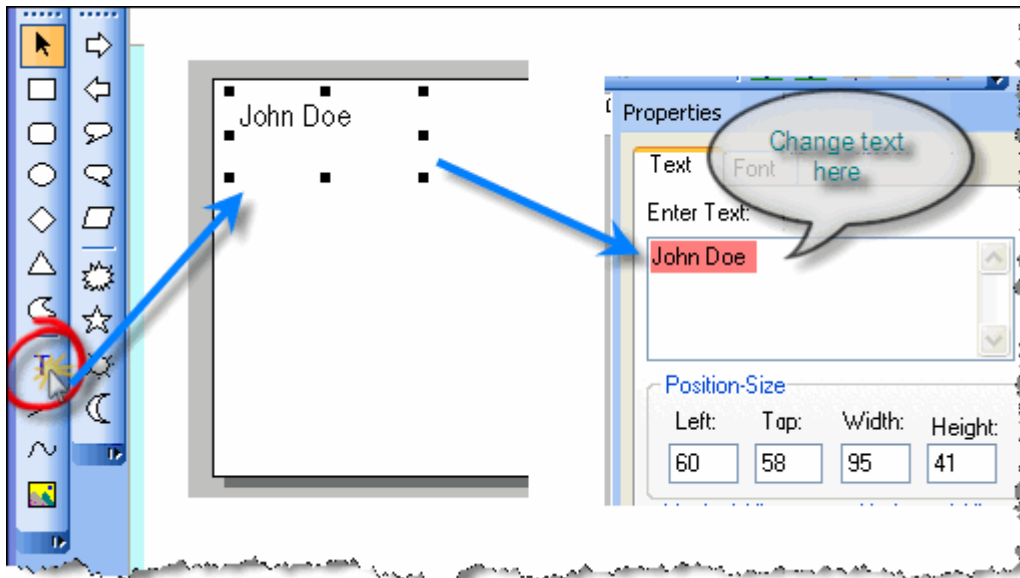 John Doe
Properties
Change text
here
Text
Font
Enter Text:
John Doe
Position-Size
Left:
Top:
Width:
Height:
60
58
95
41